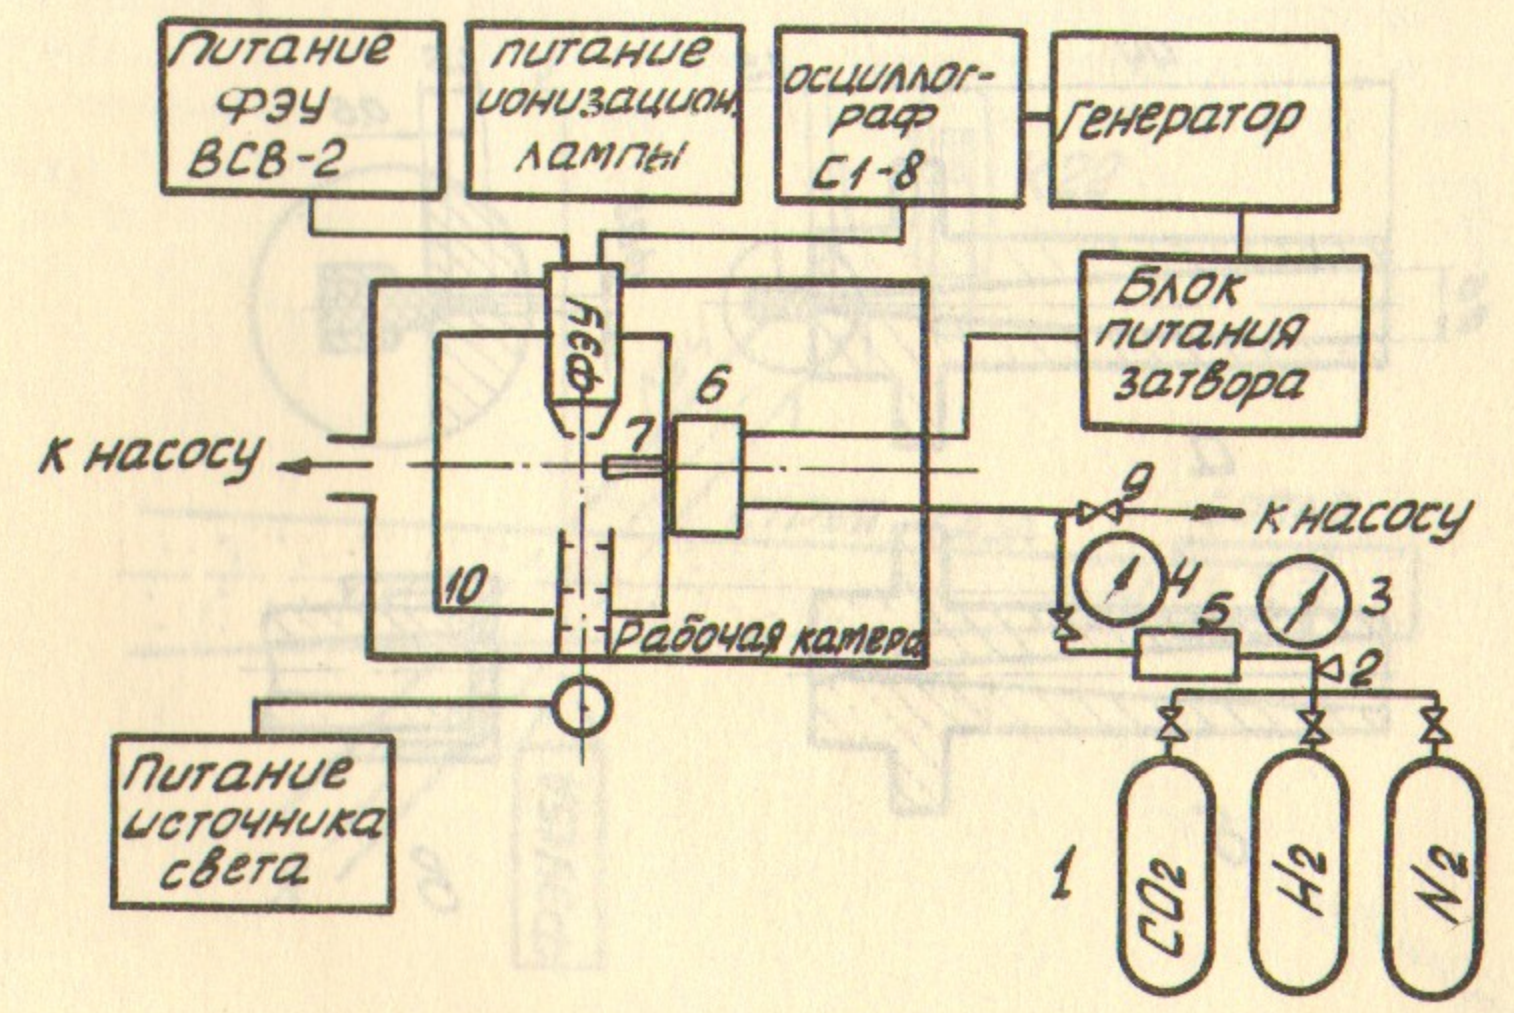 Питание
ФЭУ
ВСВ-2
питание
ионизацион.
лампы
осциллог-
раф
С1-8
Генератор
Блок
питания
затвора
ФЭУ
6
7
к насосу
9
к насосу
4
3
5
10
Рабочая камера
2
Питание
источника
света
1
CO2
H2
N2